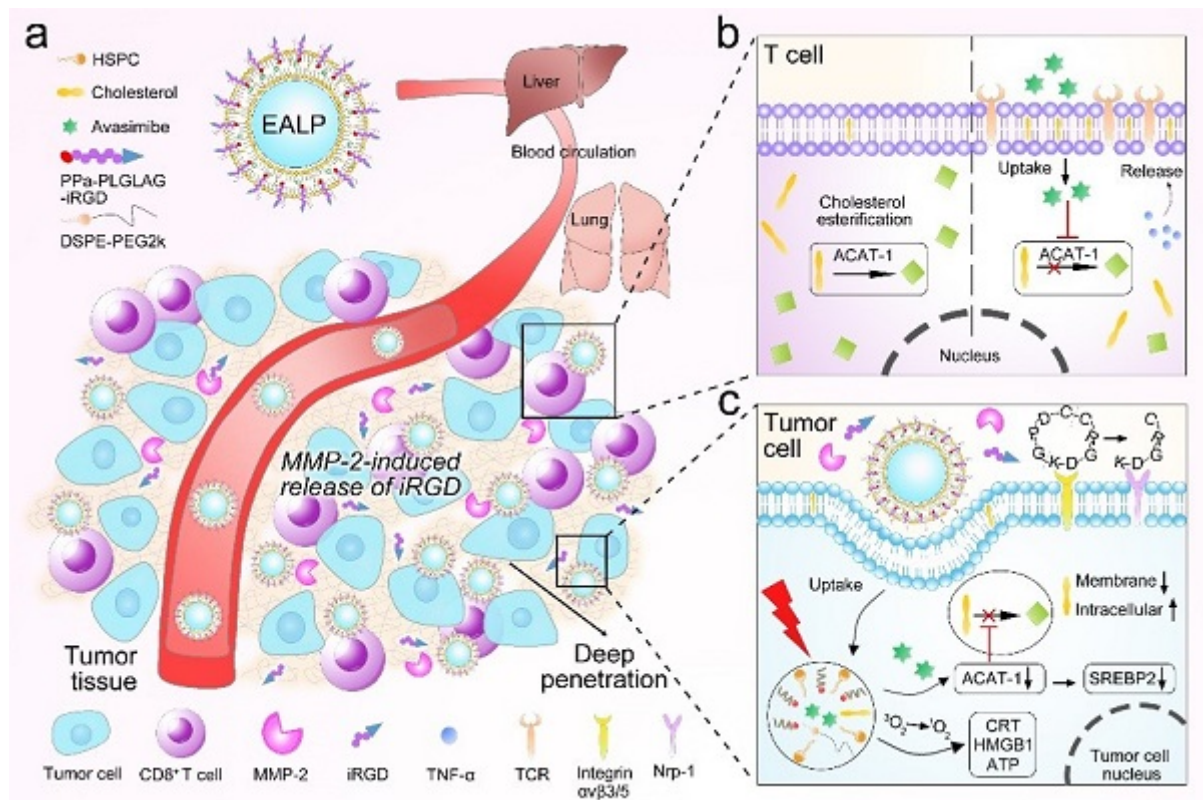 a
HSPC
Cholesterol
Avasimibe
PPa-PLGLAG
-iRGD
DSPE-PEG2k
EALP
Liver
Blood circulation
Lung
MMP-2-induced
release of iRGD
Tumor
tissue
Deep
penetration
Tumor cell
CD8⁺ T cell
MMP-2
iRGD
TNF-α
TCR
Integrin
αvβ3/5
Nrp-1
b
T cell
Uptake
Release
Cholesterol
esterification
ACAT-1
ACAT-1
Nucleus
c
Tumor
cell
G P D C C R G D K
C R G D K
Uptake
Membrane ↓
Intracellular ↑
ACAT-1↓
SREBP2↓
³O₂→¹O₂
CRT
HMGB1
ATP
Tumor cell
nucleus